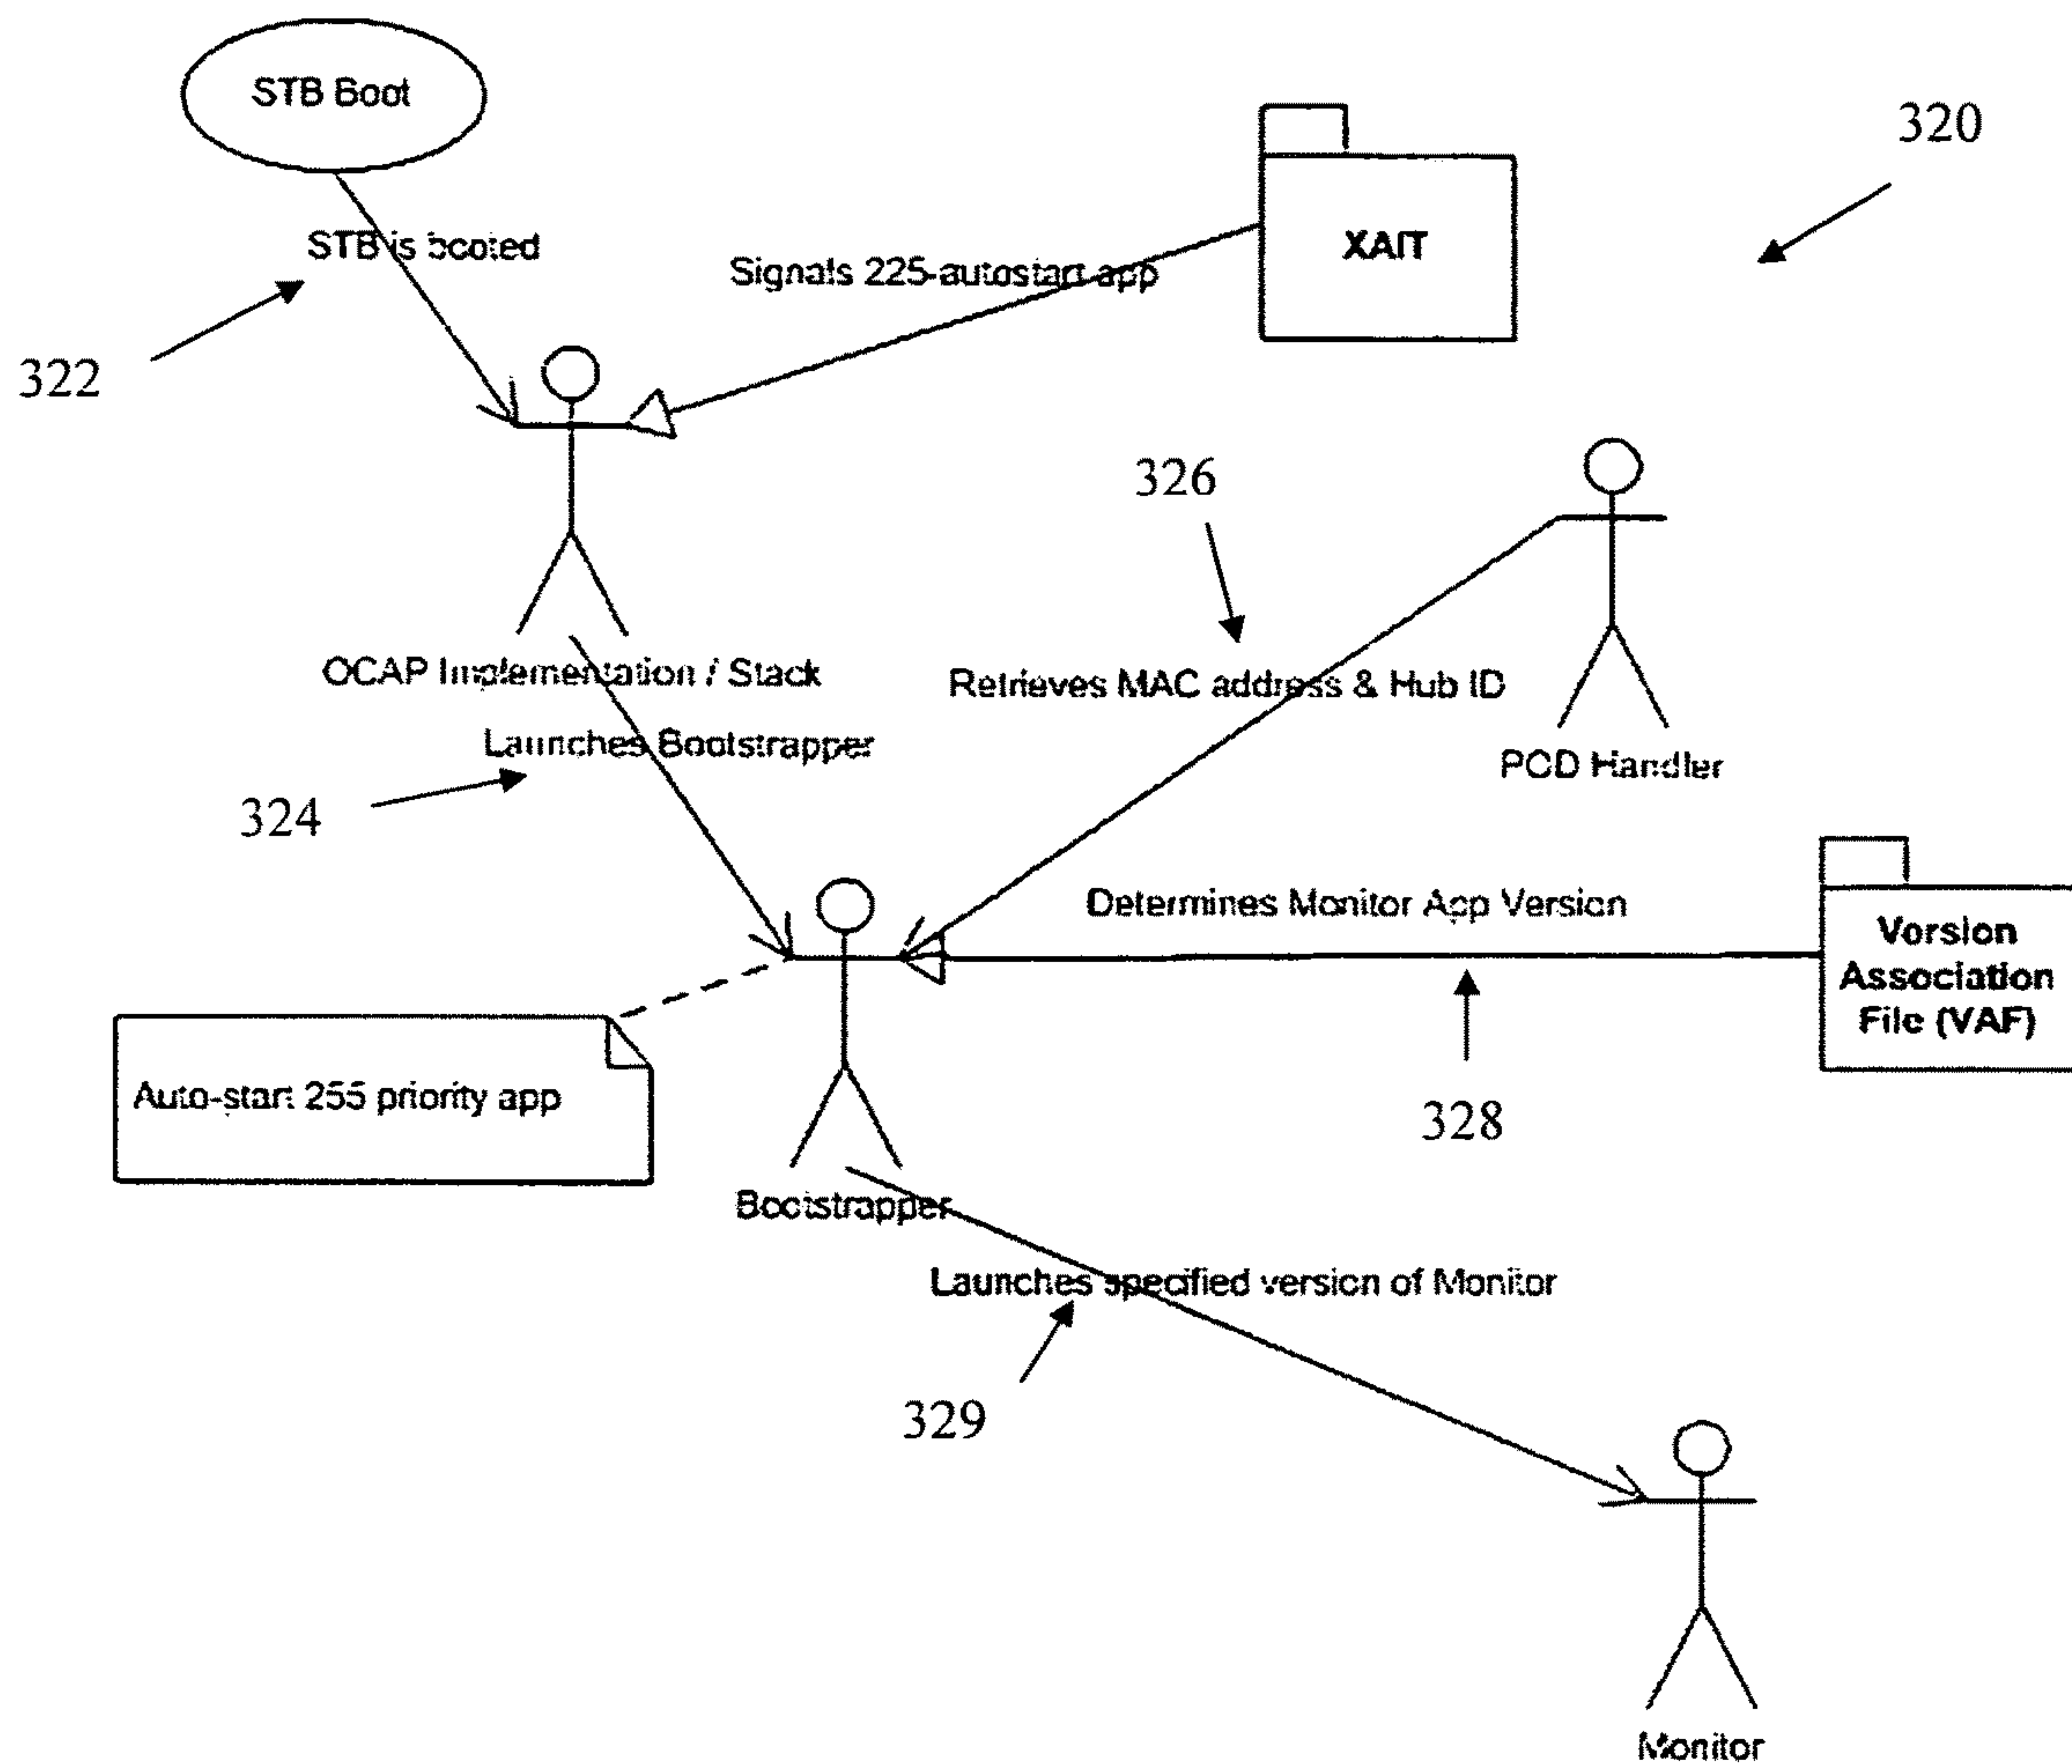 STB Boot
320
XAIT
STB is booted
Signals 225-autostart app
322
326
OCAP Implementation / Stack
Retrieves MAC address & Hub ID
Launches Bootstrapper
POD Handler
324
Determines Monitor App Version
Version
Association
File (VAF)
Auto-start 255 priority app
328
Bootstrapper
Launches specified version of Monitor
329
Monitor